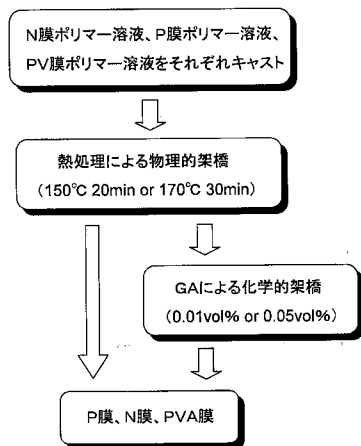 N膜ポリマー溶液、P膜ポリマー溶液、
PV膜ポリマー溶液をそれぞれキャスト
熱処理による物理的架橋
(150℃ 20min or 170℃ 30min)
GAによる化学的架橋
(0.01vol% or 0.05vol%)
P膜、N膜、PVA膜